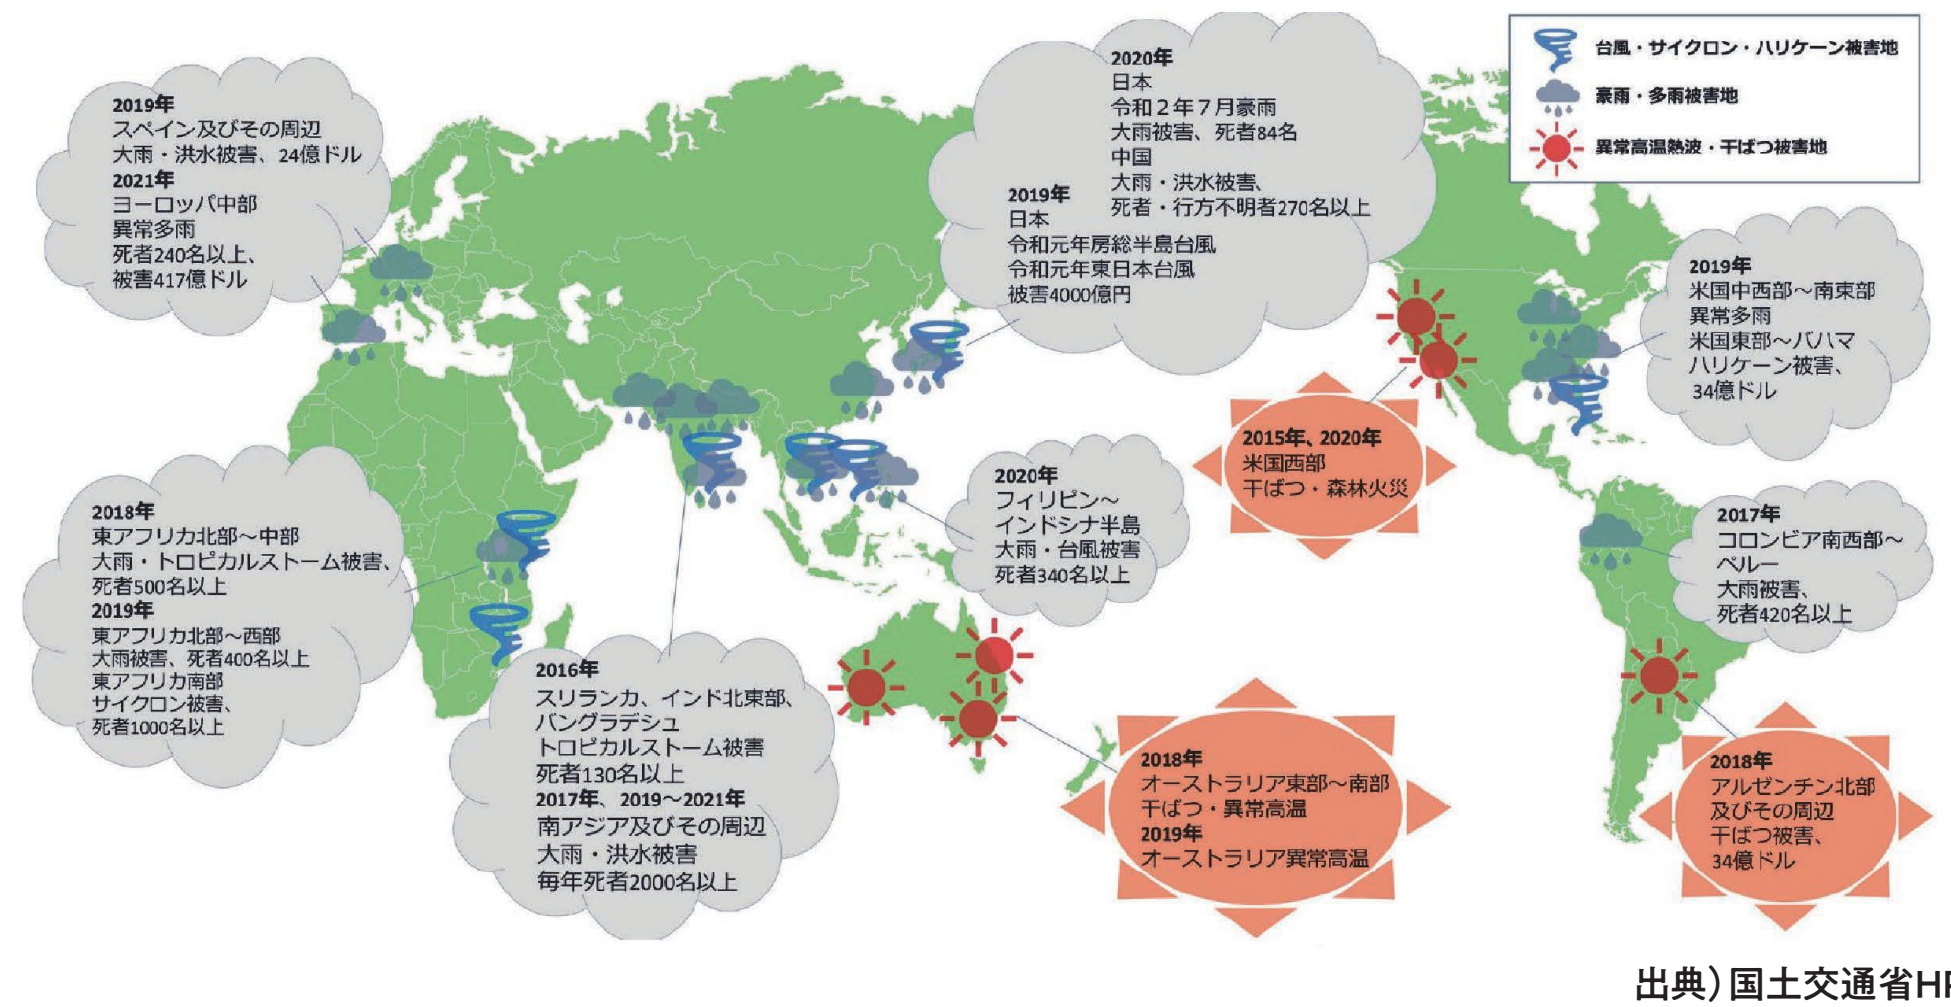 台風・サイクロン・ハリケーン被害地
豪雨・多雨被害地
異常高温熱波・干ばつ被害地
2019年
スペイン及びその周辺
大雨・洪水被害、24億ドル
2021年
ヨーロッパ中部
異常多雨
死者240名以上、
被害417億ドル
2020年
日本
令和2年7月豪雨
大雨被害、死者84名
中国
大雨・洪水被害、
死者・行方不明者270名以上
2019年
日本
令和元年房総半島台風
令和元年東日本台風
被害4000億円
2019年
米国中西部～南東部
異常多雨
米国東部～バハマ
ハリケーン被害、
34億ドル
2015年、2020年
米国西部
干ばつ・森林火災
2020年
フィリピン～
インドシナ半島
大雨・台風被害
死者340名以上
2017年
コロンビア南西部～
ペルー
大雨被害、
死者420名以上
2018年
東アフリカ北部～中部
大雨・トロピカルストーム被害、
死者500名以上
2019年
東アフリカ北部～西部
大雨被害、死者400名以上
東アフリカ南部
サイクロン被害、
死者1000名以上
2016年
スリランカ、インド北東部、
バングラデシュ
トロピカルストーム被害
死者130名以上
2017年、2019～2021年
南アジア及びその周辺
大雨・洪水被害
毎年死者2000名以上
2018年
オーストラリア東部～南部
干ばつ・異常高温
2019年
オーストラリア異常高温
2018年
アルゼンチン北部
及びその周辺
干ばつ被害、
34億ドル
出典）国土交通省HP